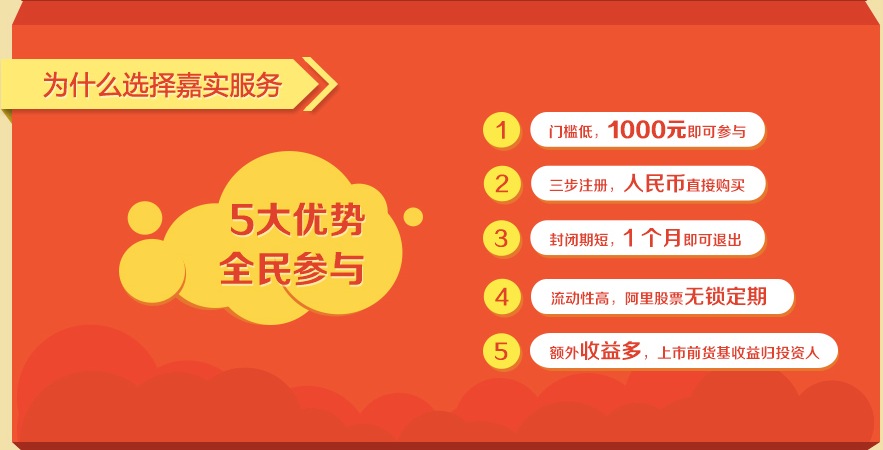 为什么选择嘉实服务
5大优势
全民参与
1 门槛低，1000元即可参与
2 三步注册，人民币直接购买
3 封闭期短，1个月即可退出
4 流动性高，阿里股票无锁定期
5 额外收益多，上市前货基收益归投资人